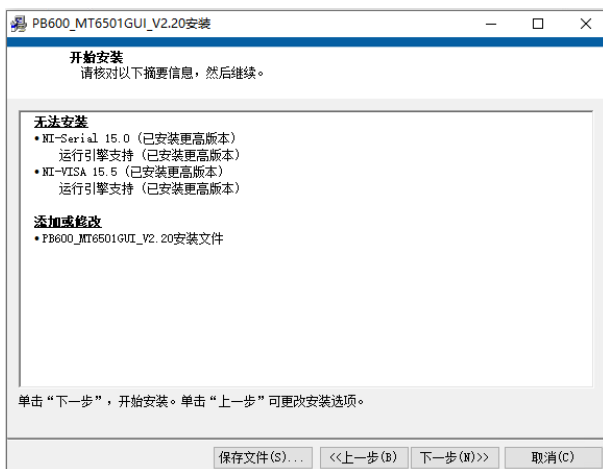 PB600_MT6501GUI_V2.20安装
开始安装
请核对以下摘要信息，然后继续。
无法安装
•NI-Serial 15.0 (已安装更高版本)
运行引擎支持 (已安装更高版本)
•NI-VISA 15.5 (已安装更高版本)
运行引擎支持 (已安装更高版本)
添加或修改
•PB600_MT6501GUI_V2.20安装文件
单击“下一步”，开始安装。单击“上一步”可更改安装选项。
保存文件(S)... <<上一步(B) 下一步(N)>> 取消(C)